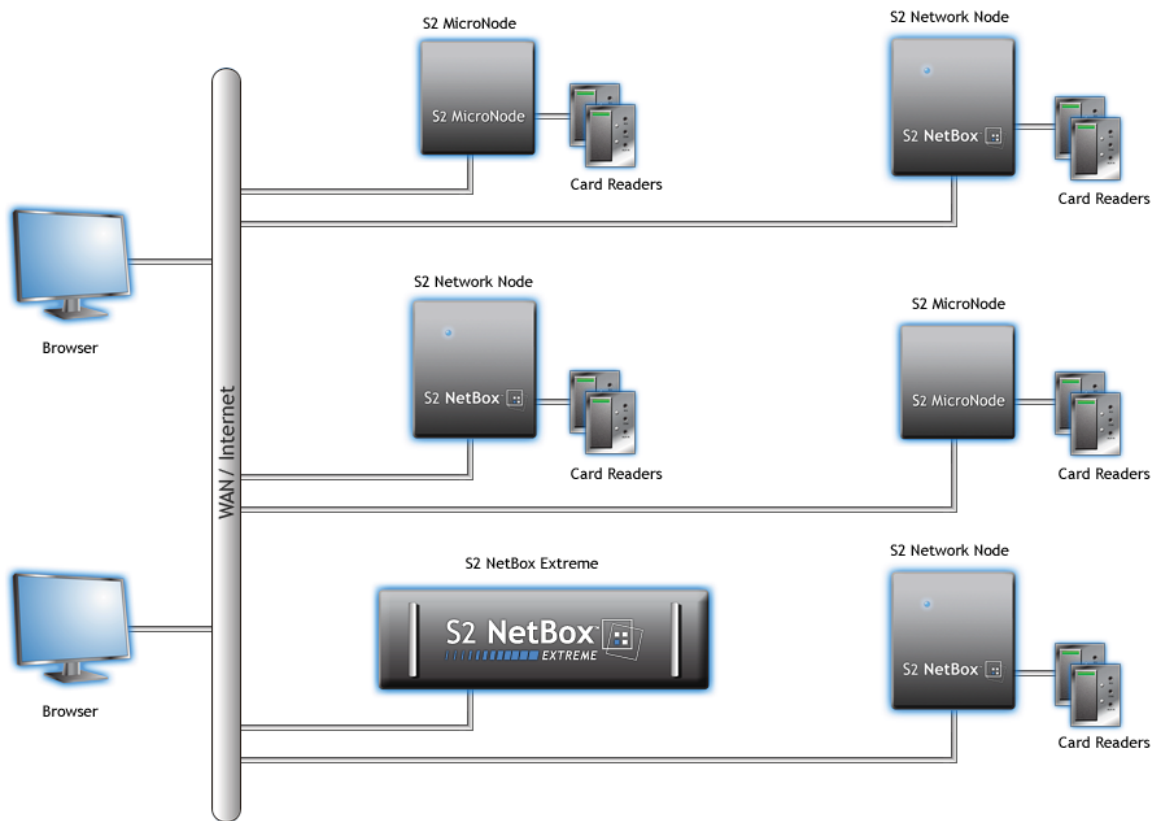 S2 MicroNode
S2 MicroNode
Card Readers
S2 Network Node
S2 NetBox
Card Readers
Browser
S2 Network Node
S2 NetBox
Card Readers
S2 MicroNode
S2 MicroNode
Card Readers
WAN/ Internet
Browser
S2 NetBox Extreme
S2 NetBox™
EXTREME
S2 Network Node
S2 NetBox
Card Readers